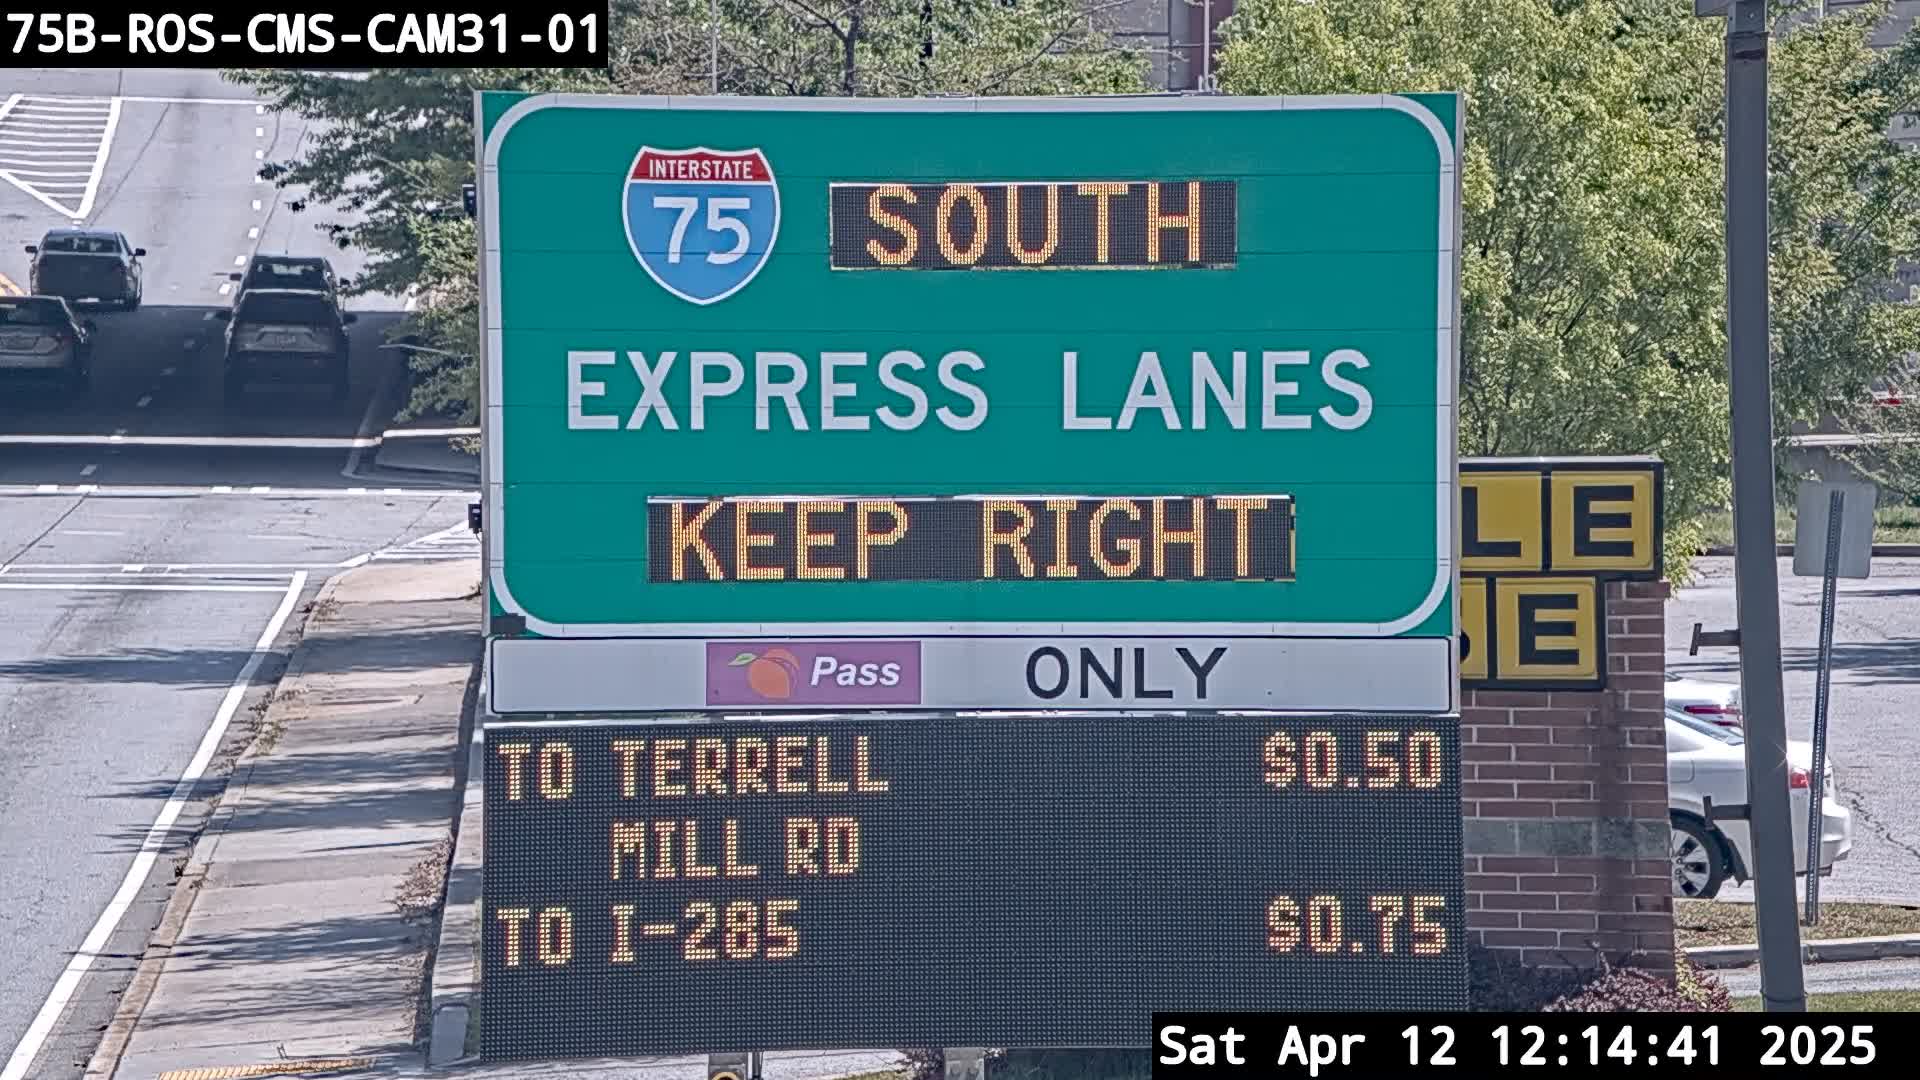 75B-ROS-CMS-CAM31-01
INTERSTATE
75
SOUTH
EXPRESS LANES
KEEP RIGHT
Pass ONLY
TO TERRELL $0.50
MILL RD
TO I-285 $0.75
LE
E
Sat Apr 12 12:14:41 2025